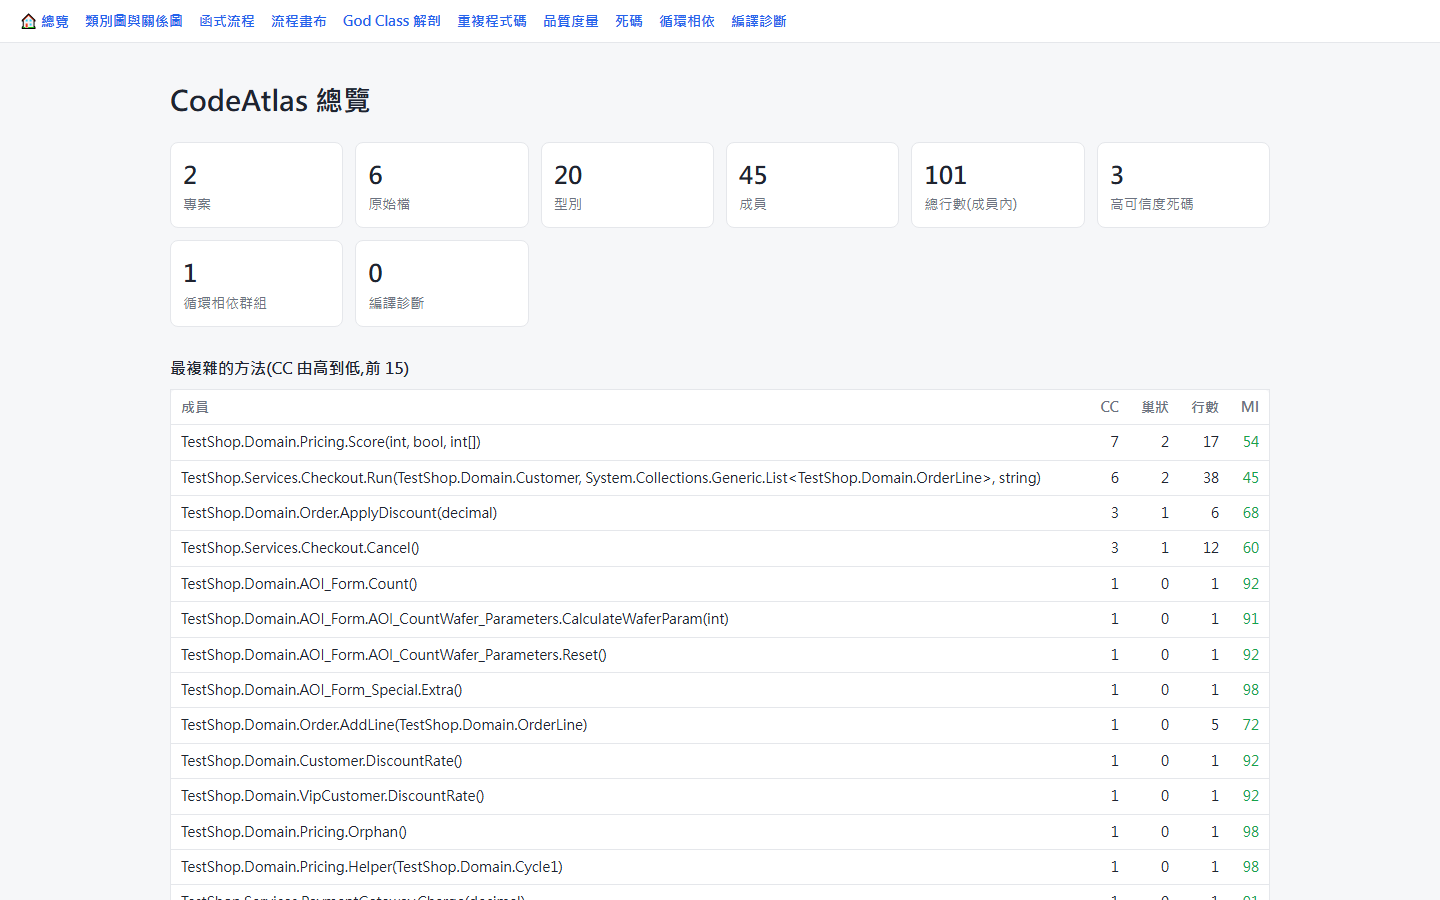 總覽 類別圖與關係圖 函式流程 流程畫布 God Class 解剖 重複程式碼 品質度量 死碼 循環相依 編譯診斷
CodeAtlas 總覽
2 6 20 45 101 3
專案 原始檔 型別 成員 總行數(成員內) 高可信度死碼
1 0
循環相依群組 編譯診斷
最複雜的方法(CC 由高到低,前 15)
成員 CC 巢狀 行數 MI
TestShop.Domain.Pricing.Score(int, bool, int[]) 7 2 17 54
TestShop.Services.Checkout.Run(TestShop.Domain.Customer, System.Collections.Generic.List<TestShop.Domain.OrderLine>, string) 6 2 38 45
TestShop.Domain.Order.ApplyDiscount(decimal) 3 1 6 68
TestShop.Services.Checkout.Cancel() 3 1 12 60
TestShop.Domain.AOI_Form.Count() 1 0 1 92
TestShop.Domain.AOI_Form.AOI_CountWafer_Parameters.CalculateWaferParam(int) 1 0 1 91
TestShop.Domain.AOI_Form.AOI_CountWafer_Parameters.Reset() 1 0 1 92
TestShop.Domain.AOI_Form_Special.Extra() 1 0 1 98
TestShop.Domain.Order.AddLine(TestShop.Domain.OrderLine) 1 0 5 72
TestShop.Domain.Customer.DiscountRate() 1 0 1 92
TestShop.Domain.VipCustomer.DiscountRate() 1 0 1 92
TestShop.Domain.Pricing.Orphan() 1 0 1 98
TestShop.Domain.Pricing.Helper(TestShop.Domain.Cycle1) 1 0 1 98
TestShop.Services.PaymentGateway.Charge(decimal) 1 0 1 91